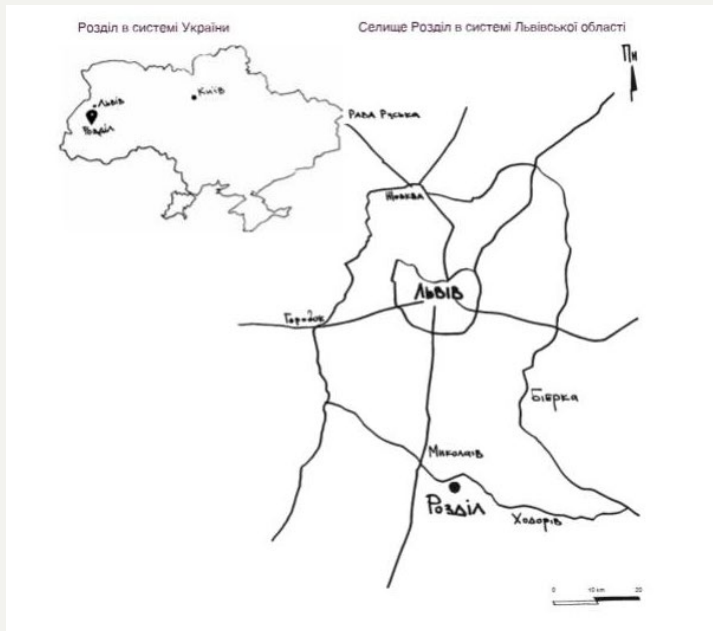 Розділ в системі України
Селище Розділ в системі Львівської області
Пн
Львів
Київ
Розділ
Рава Руська
Жовква
ЛЬВІВ
Городок
Бібрка
Миколаїв
Розділ
Ходорів
0 10 km 20